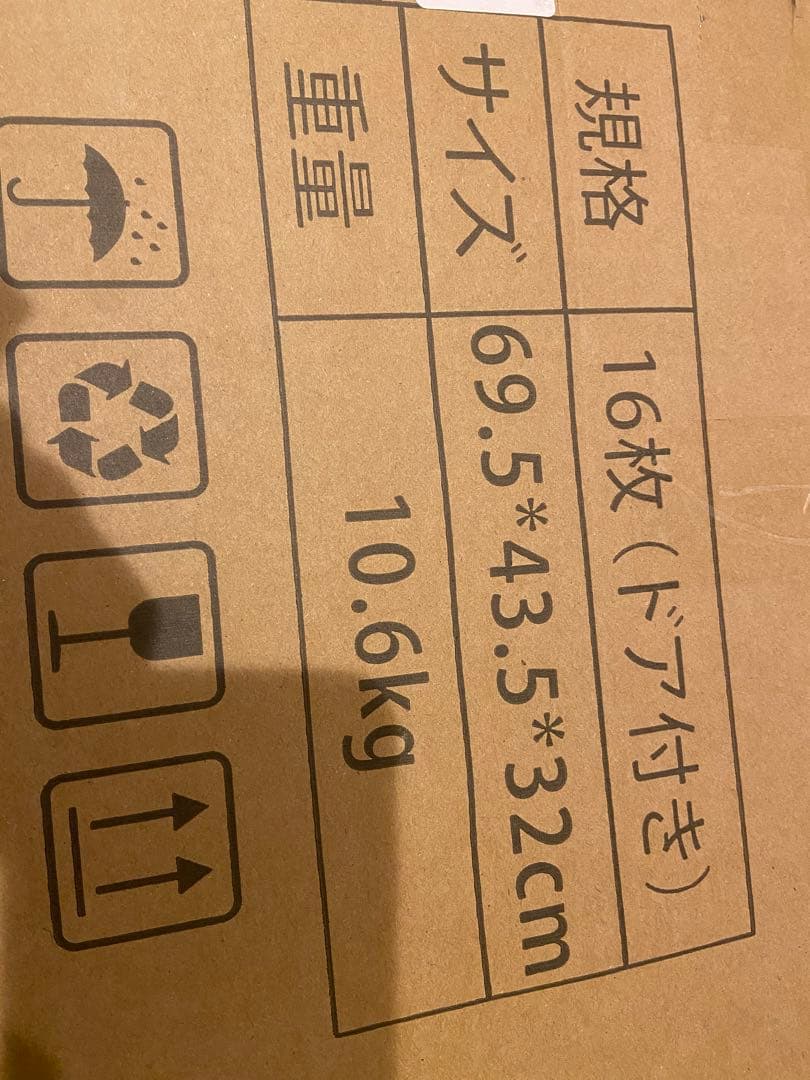 規格 16枚（ドア付き）
サイズ 69.5*43.5*32cm
重量 10.6kg